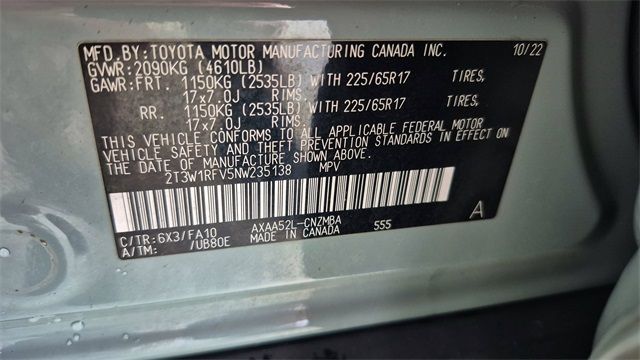 MFD. BY:TOYOTA MOTOR MANUFACTURING CANADA INC. 10/22
GVWR:2090KG (4610LB)
GAWR:FRT. 1150KG (2535LB) WITH 225/65R17 TIRES,
17x7.0J RIMS.
RR. 1150KG (2535LB) WITH 225/65R17 TIRES,
17x7.0J RIMS.
THIS VEHICLE CONFORMS TO ALL APPLICABLE FEDERAL MOTOR
VEHICLE SAFETY AND THEFT PREVENTION STANDARDS IN EFFECT ON
THE DATE OF MANUFACTURE SHOWN ABOVE.
2T3W1RFV5NW235138 MPV
C/TR:6X3/FA10 AXAA52L-CNZMBA 555 A
A/TM: /UB80E MADE IN CANADA